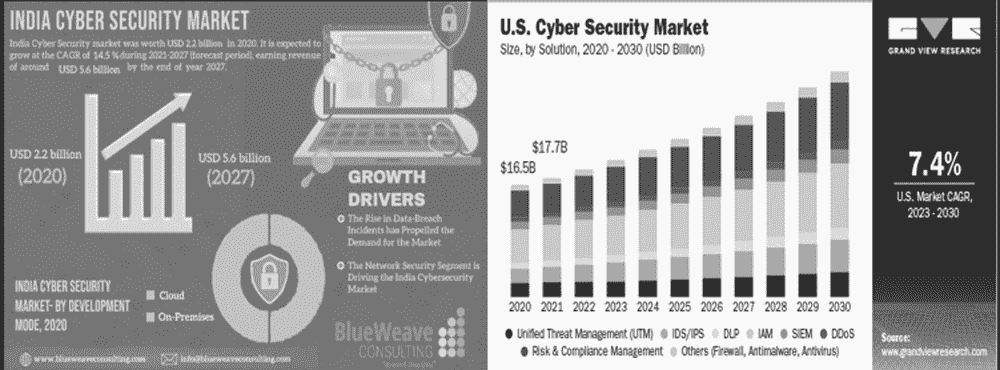 INDIA CYBER SECURITY MARKET
India Cyber Security market was worth USD 2.2 billion in 2020. It is expected to
grow at the CAGR of 14.5 % during 2021-2027 (forecast period), earning revenue
of around USD 5.6 billion by the end of year 2027.
USD 2.2 billion
(2020)
USD 5.6 billion
(2027)
GROWTH
DRIVERS
The Rise in Data-Breach
Incidents has Propelled the
Demand for the Market
The Network Security Segment is
Driving the India Cybersecurity
Market
INDIA CYBER SECURITY
MARKET- BY DEVELOPMENT
MODE, 2020
Cloud
On-Premises
BlueWeave
CONSULTING
www.blueweaveconsulting.com
info@blueweaveconsulting.com
U.S. Cyber Security Market
Size, by Solution, 2020 - 2030 (USD Billion)
$16.5B
$17.7B
2020 2021 2022 2023 2024 2025 2026 2027 2028 2029 2030
Unified Threat Management (UTM) IDS/IPS DLP IAM SIEM DDoS
Risk & Compliance Management Others (Firewall, Antimalware, Antivirus)
GRAND VIEW RESEARCH
7.4%
U.S. Market CAGR,
2023 - 2030
Source:
www.grandviewresearch.com